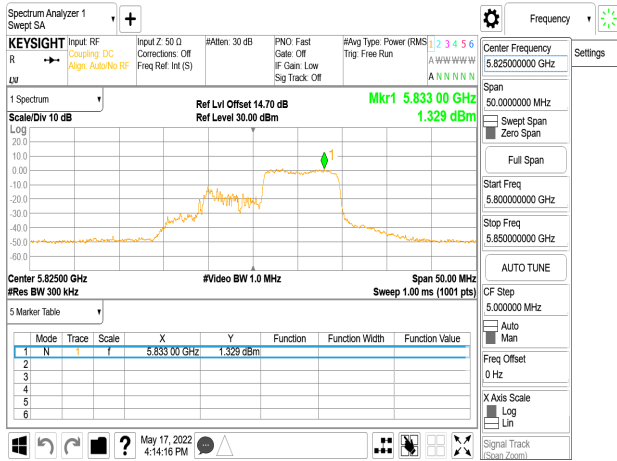 Spectrum Analyzer 1
Swept SA
Frequency
KEYSIGHT
R
Input: RF
Coupling: DC
Align: Auto/No RF
Input Z: 50 Ω
Corrections: Off
Freq Ref: Int (S)
#Atten: 30 dB
PNO: Fast
Gate: Off
IF Gain: Low
Sig Track: Off
#Avg Type: Power (RMS
Trig: Free Run
1 2 3 4 5 6
A W W W W W
A N N N N N
LXI
1 Spectrum
Scale/Div 10 dB
Ref Lvl Offset 14.70 dB
Ref Level 30.00 dBm
Mkr1 5.833 00 GHz
1.329 dBm
Log
20.0
10.0
0.00
-10.0
-20.0
-30.0
-40.0
-50.0
-60.0
1
Center 5.82500 GHz
#Res BW 300 kHz
#Video BW 1.0 MHz
Span 50.00 MHz
Sweep 1.00 ms (1001 pts)
5 Marker Table
Mode Trace Scale X Y Function Function Width Function Value
1 N 1 f 5.833 00 GHz 1.329 dBm
2
3
4
5
6
?
May 17, 2022
4:14:16 PM
Center Frequency
5.825000000 GHz
Settings
Span
50.0000000 MHz
Swept Span
Zero Span
Full Span
Start Freq
5.800000000 GHz
Stop Freq
5.850000000 GHz
AUTO TUNE
CF Step
5.000000 MHz
Auto
Man
Freq Offset
0 Hz
X Axis Scale
Log
Lin
Signal Track
(Span Zoom)